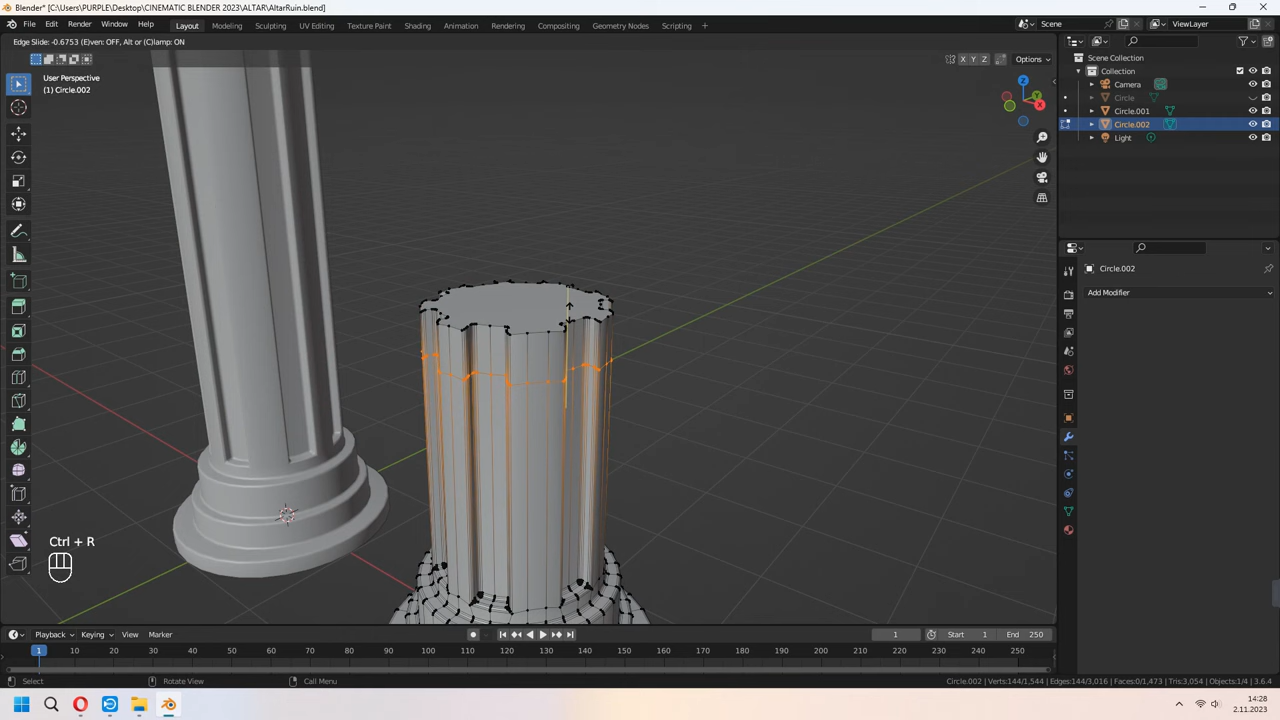 Blender* [C:\Users\PURPLE\Desktop\CINEMATIC BLENDER 2023\ALTAR\AltarRuin.blend]
File Edit Render Window Help Layout Modeling Sculpting UV Editing Texture Paint Shading Animation Rendering Compositing Geometry Nodes Scripting + Scene ViewLayer
Edge Slide: -0.6753 (E)ven: OFF, Alt or (C)lamp: ON
X Y Z Options
Scene Collection
Collection
Camera
Circle
Circle.001
Circle.002
Light
User Perspective
(1) Circle.002
Z
Y
X
Circle.002
Add Modifier
Ctrl + R
Playback Keying View Marker 1 Start 1 End 250
1 10 20 30 40 50 60 70 80 90 100 110 120 130 140 150 160 170 180 190 200 210 220 230 240 250
Select Rotate View Call Menu Circle.002 | Verts:144/1,544 | Edges:144/3,016 | Faces:0/1,473 | Tris:3,054 | Objects:1/4 | 3.6.4
14:28
2.11.2023